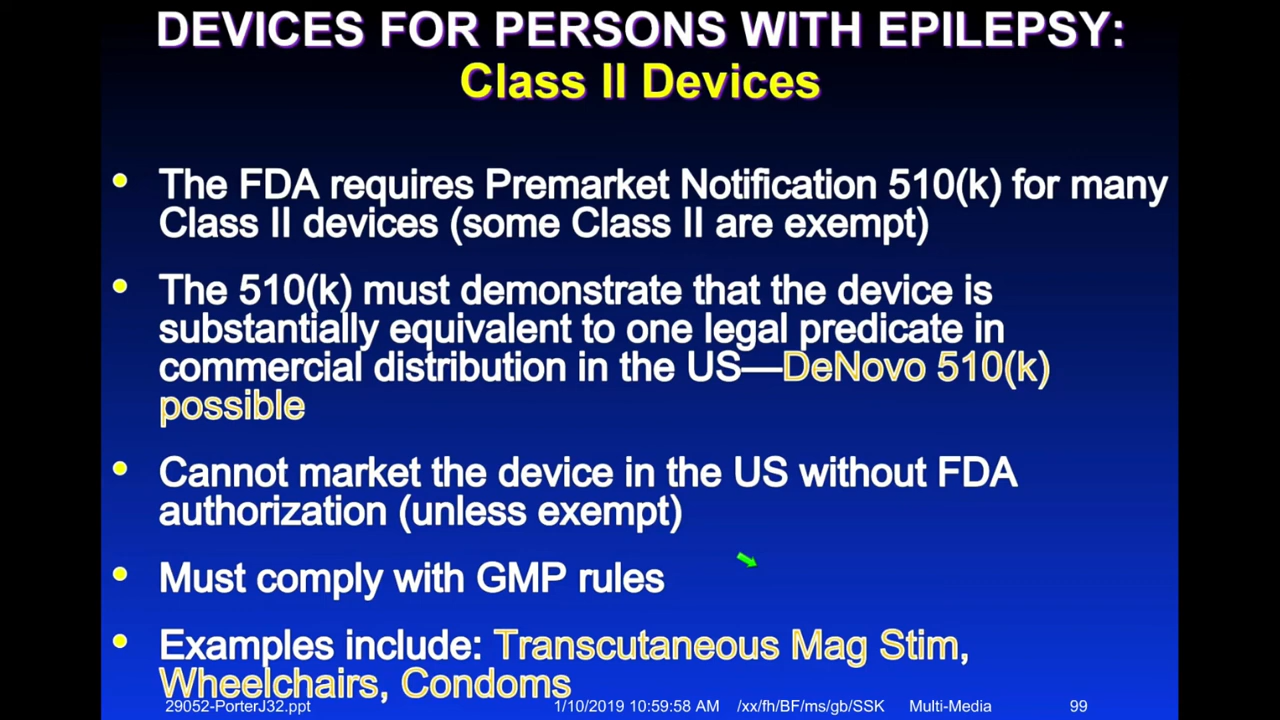 DEVICES FOR PERSONS WITH EPILEPSY:
Class II Devices
• The FDA requires Premarket Notification 510(k) for many
Class II devices (some Class II are exempt)
• The 510(k) must demonstrate that the device is
substantially equivalent to one legal predicate in
commercial distribution in the US—DeNovo 510(k)
possible
• Cannot market the device in the US without FDA
authorization (unless exempt)
• Must comply with GMP rules
• Examples include: Transcutaneous Mag Stim,
Wheelchairs, Condoms
29052-PorterJ32.ppt 1/10/2019 10:59:58 AM /xx/fh/BF/ms/gb/SSK Multi-Media 99